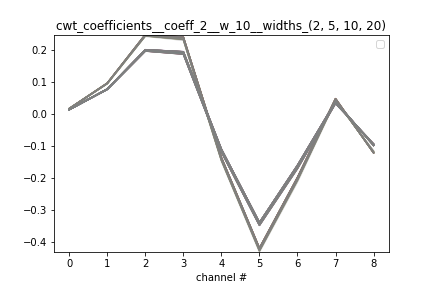 cwt_coefficients__coeff_2__w_10__widths_(2, 5, 10, 20)
0.2
0.1
0.0
−0.1
−0.2
−0.3
−0.4
0 1 2 3 4 5 6 7 8
channel #